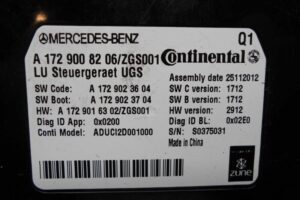 MERCEDES-BENZ Q1
A 172 900 82 06/ZGS001 Continental
LU Steuergeraet UGS Assembly date 25112012
SW Code: A 172 902 36 04 SW C version: 1712
SW Boot: A 172 902 37 04 SW B version: 1712
HW: A 172 901 63 02/ZGS001 HW version: 2912
Diag ID App: 0x0200 Diag ID BL: 0x02E0
Conti Model: ADUCI2D001000 S/N: S0375031
Made in China
zune